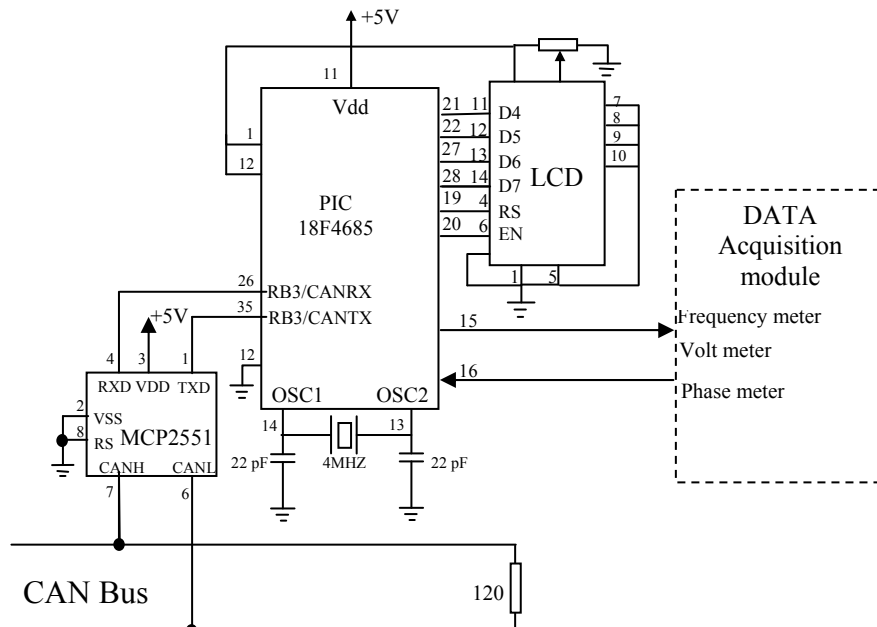 +5V
11
Vdd
1
12
PIC
18F4685
21 11 D4
22 12 D5
27 13 D6
28 14 D7
19 4 RS
20 6 EN
LCD
7
8
9
10
1 5
DATA
Acquisition
module
Frequency meter
Volt meter
Phase meter
15
16
26 RB3/CANRX
35 RB3/CANTX
12
OSC1 OSC2
14 13
22 pF 4MHZ 22 pF
+5V
4 3 1
RXD VDD TXD
2 VSS
8 RS
MCP2551
CANH CANL
7 6
CAN Bus
120